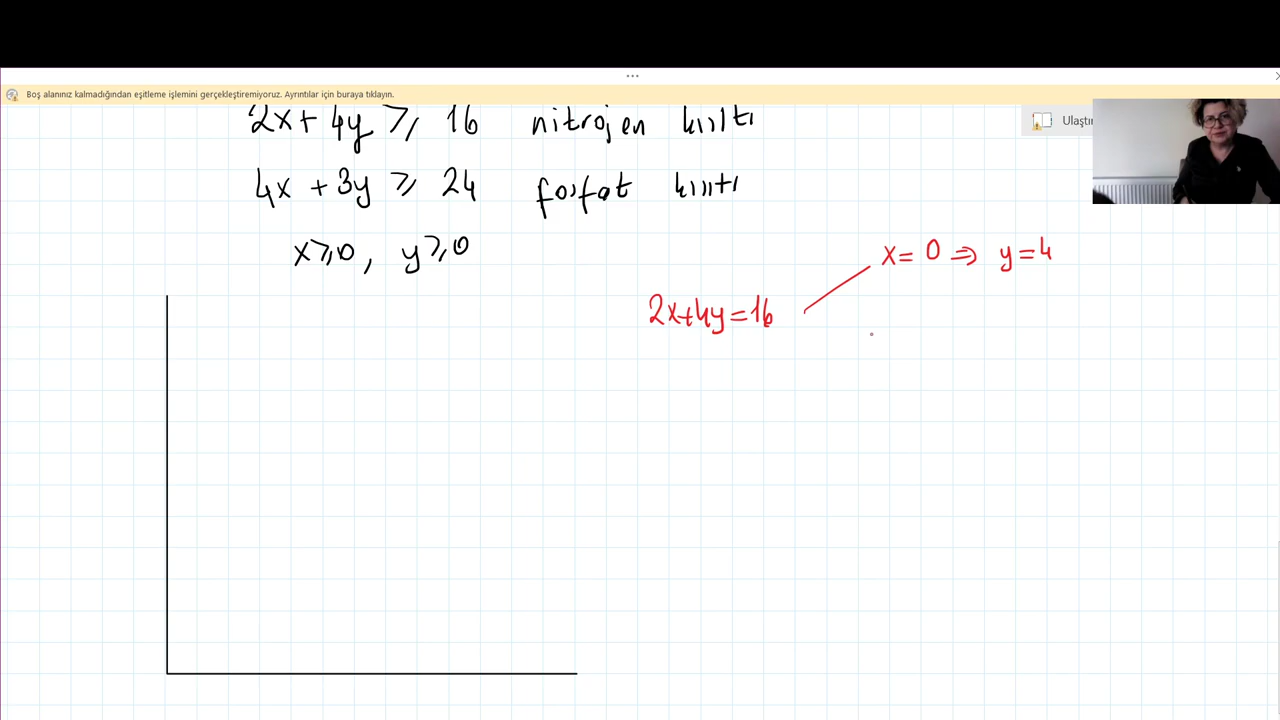 Boş alanınız kalmadığından eşitleme işlemini gerçekleştiremiyoruz. Ayrıntılar için buraya tıklayın.
2x + 4y ≥ 16 nitrojen kısıtı
Ulaştır
4x + 3y ≥ 24 fosfat kısıtı
x ≥ 0, y ≥ 0
x = 0 ⇒ y = 4
2x + 4y = 16